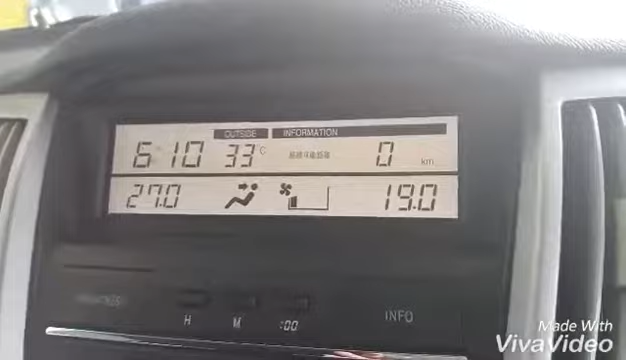 OUTSIDE INFORMATION
6:10 33°C 0 km
27.0 19.0
H M :00 INFO
Made With
VivaVideo